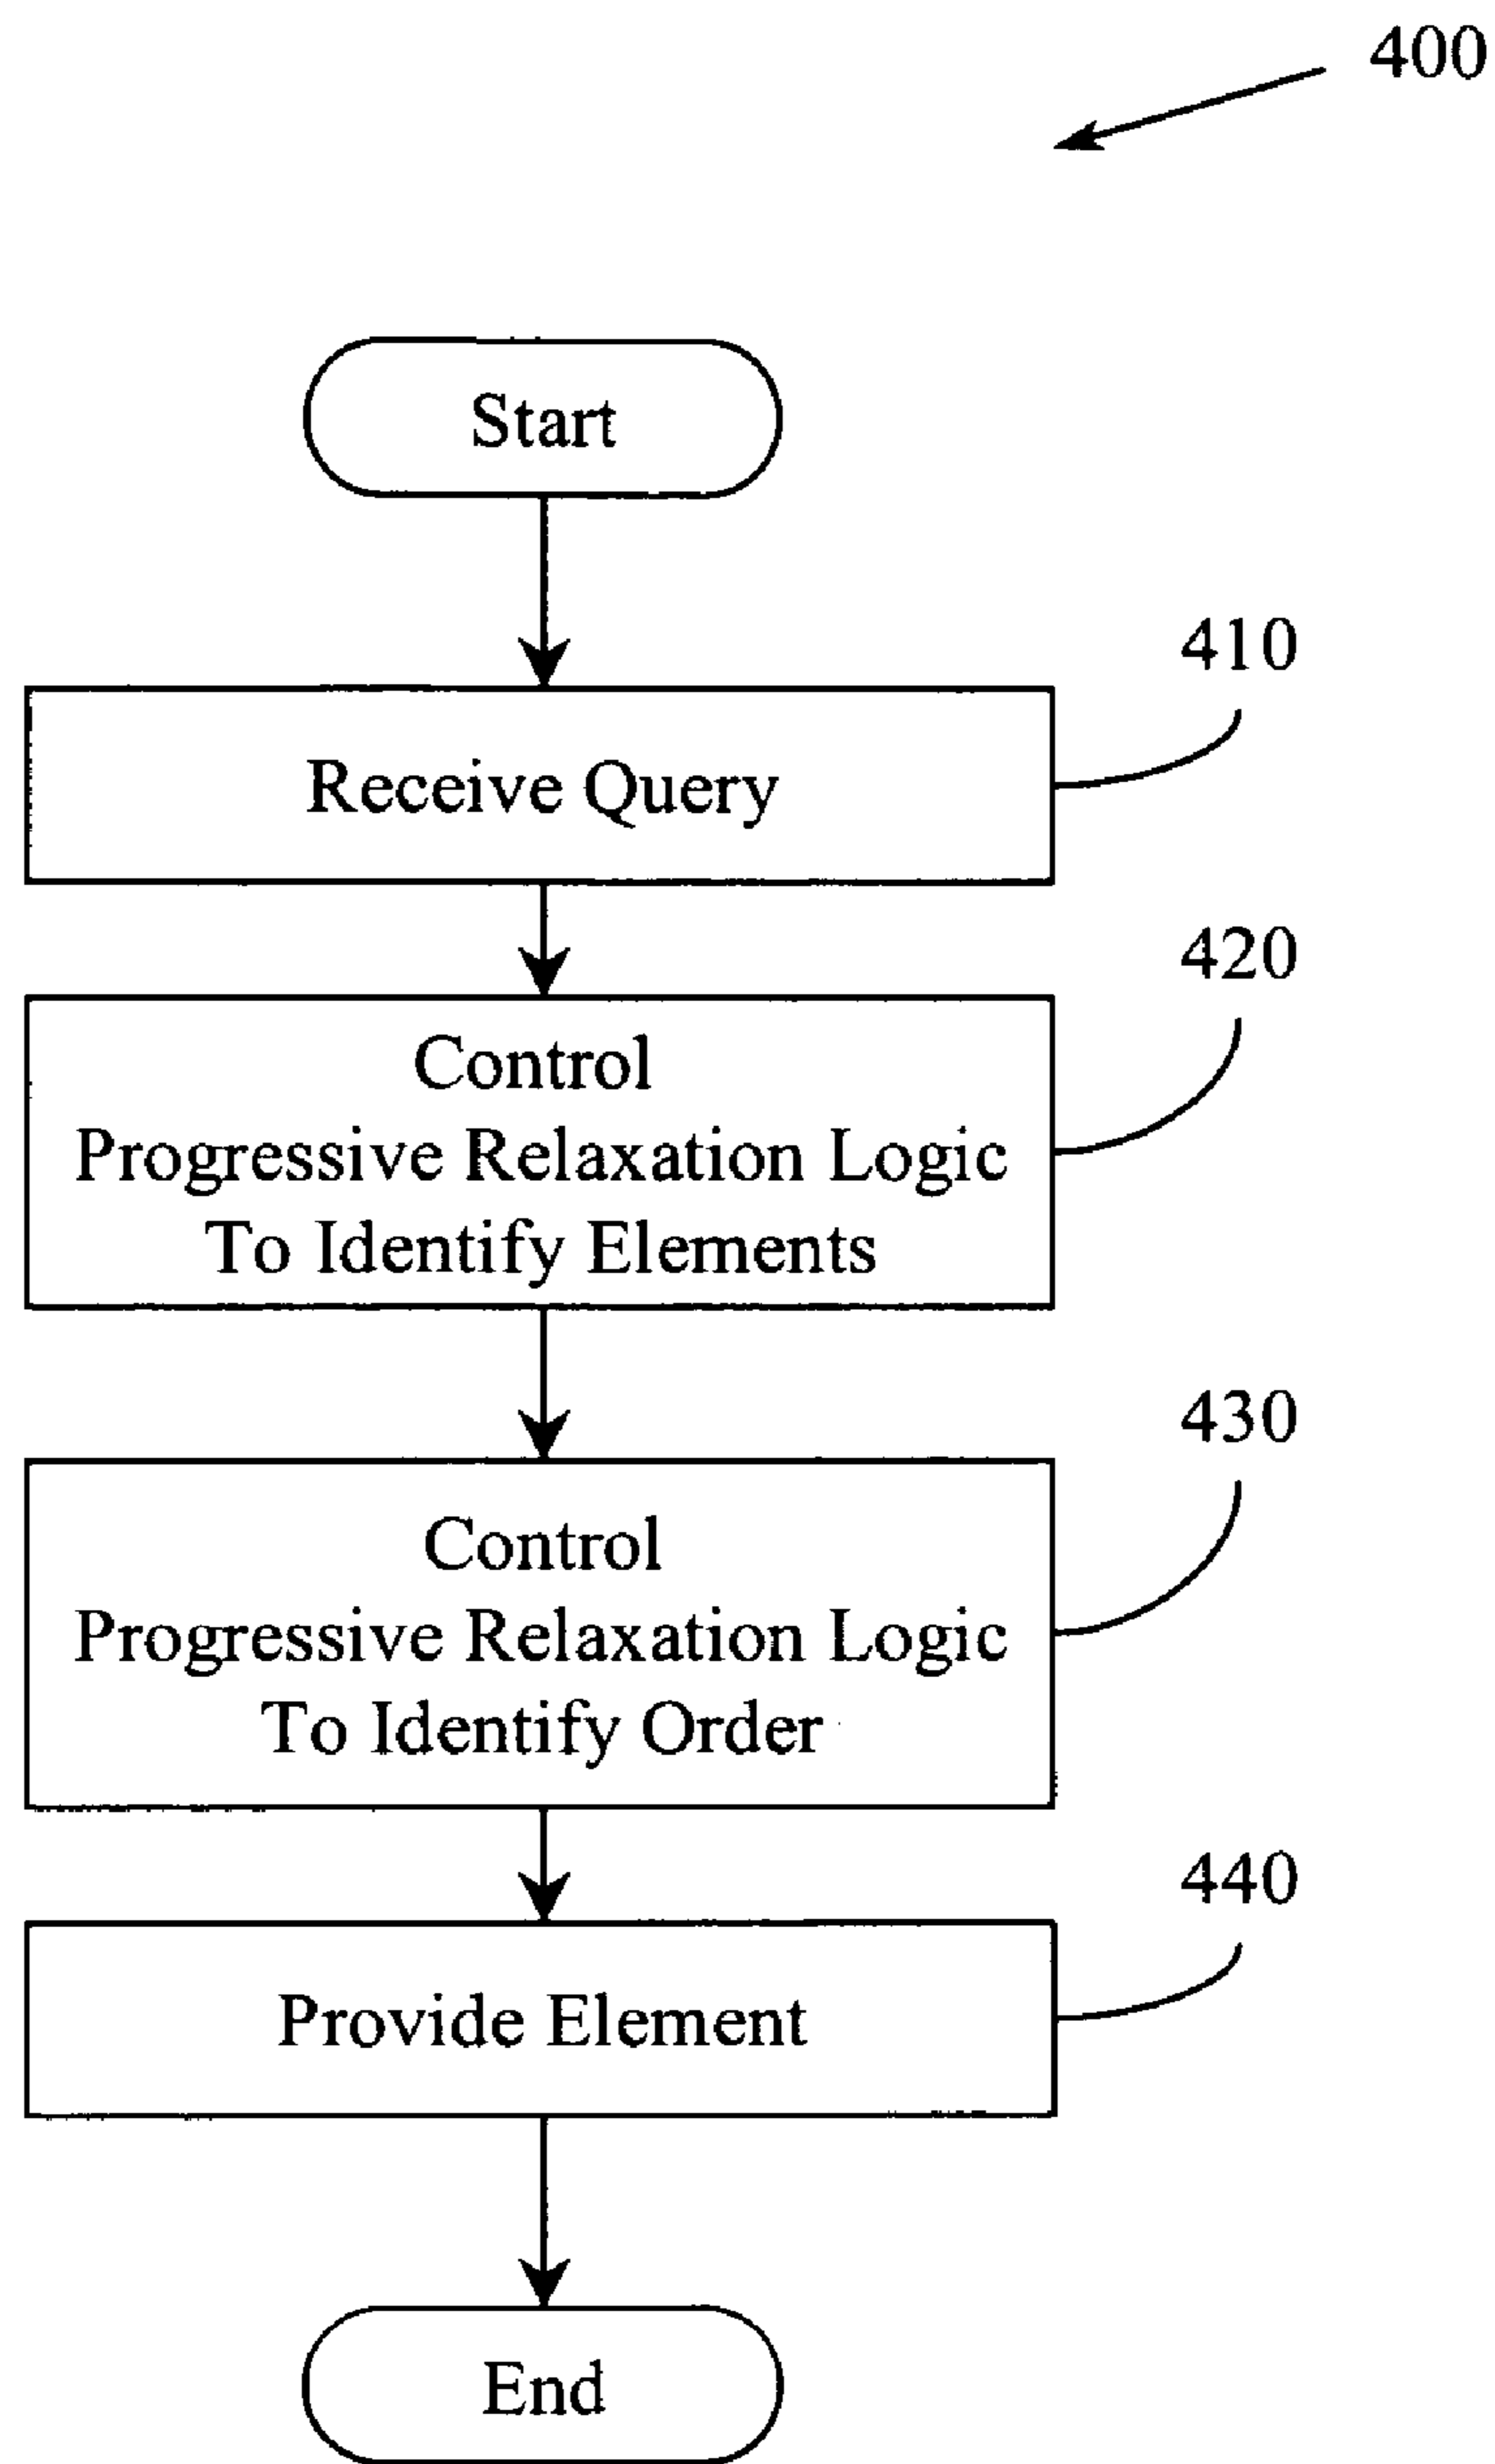 400
Start
410
Receive Query
420
Control
Progressive Relaxation Logic
To Identify Elements
430
Control
Progressive Relaxation Logic
To Identify Order
440
Provide Element
End